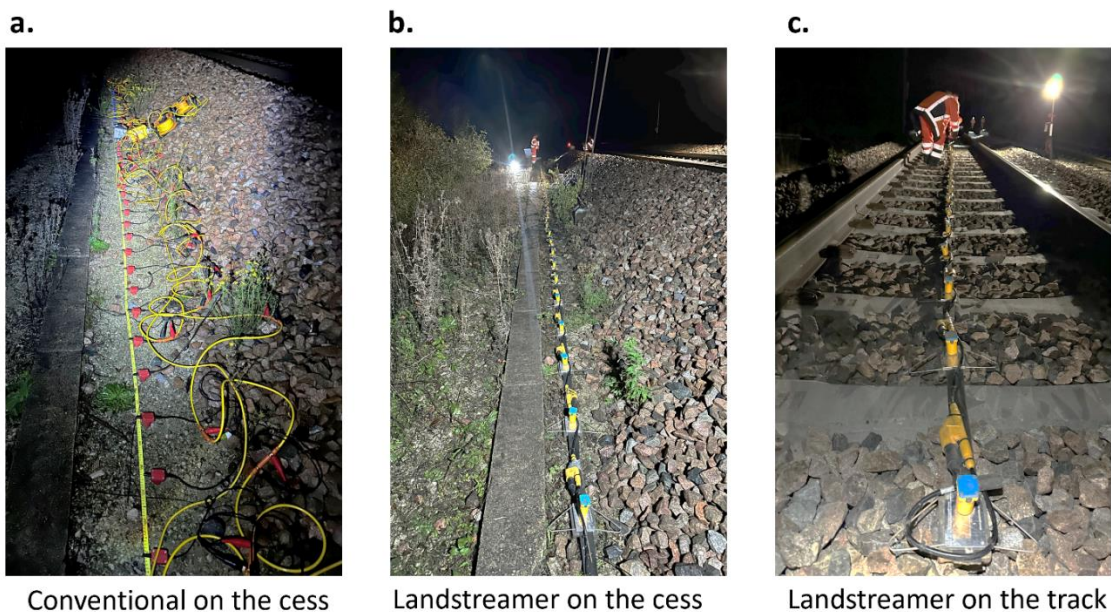 a.
b.
c.
Conventional on the cess
Landstreamer on the cess
Landstreamer on the track